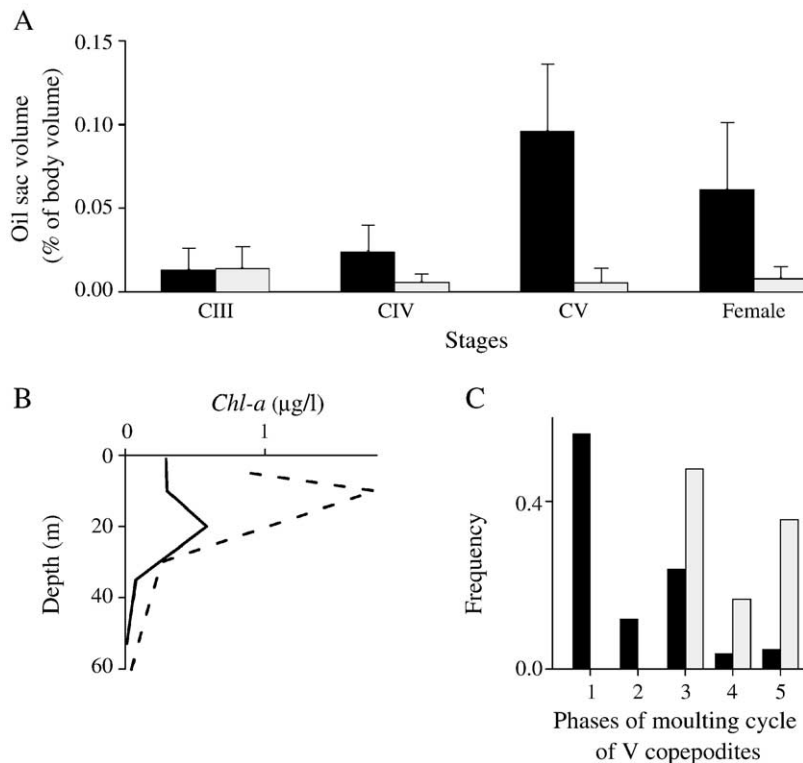 A
Oil sac volume
(% of body volume)
0.15
0.10
0.05
0.00
CIII
CIV
CV
Female
Stages
B
Chl-a (µg/l)
0
1
Depth (m)
0
20
40
60
C
Frequency
0.4
0.0
1
2
3
4
5
Phases of moulting cycle
of V copepodites